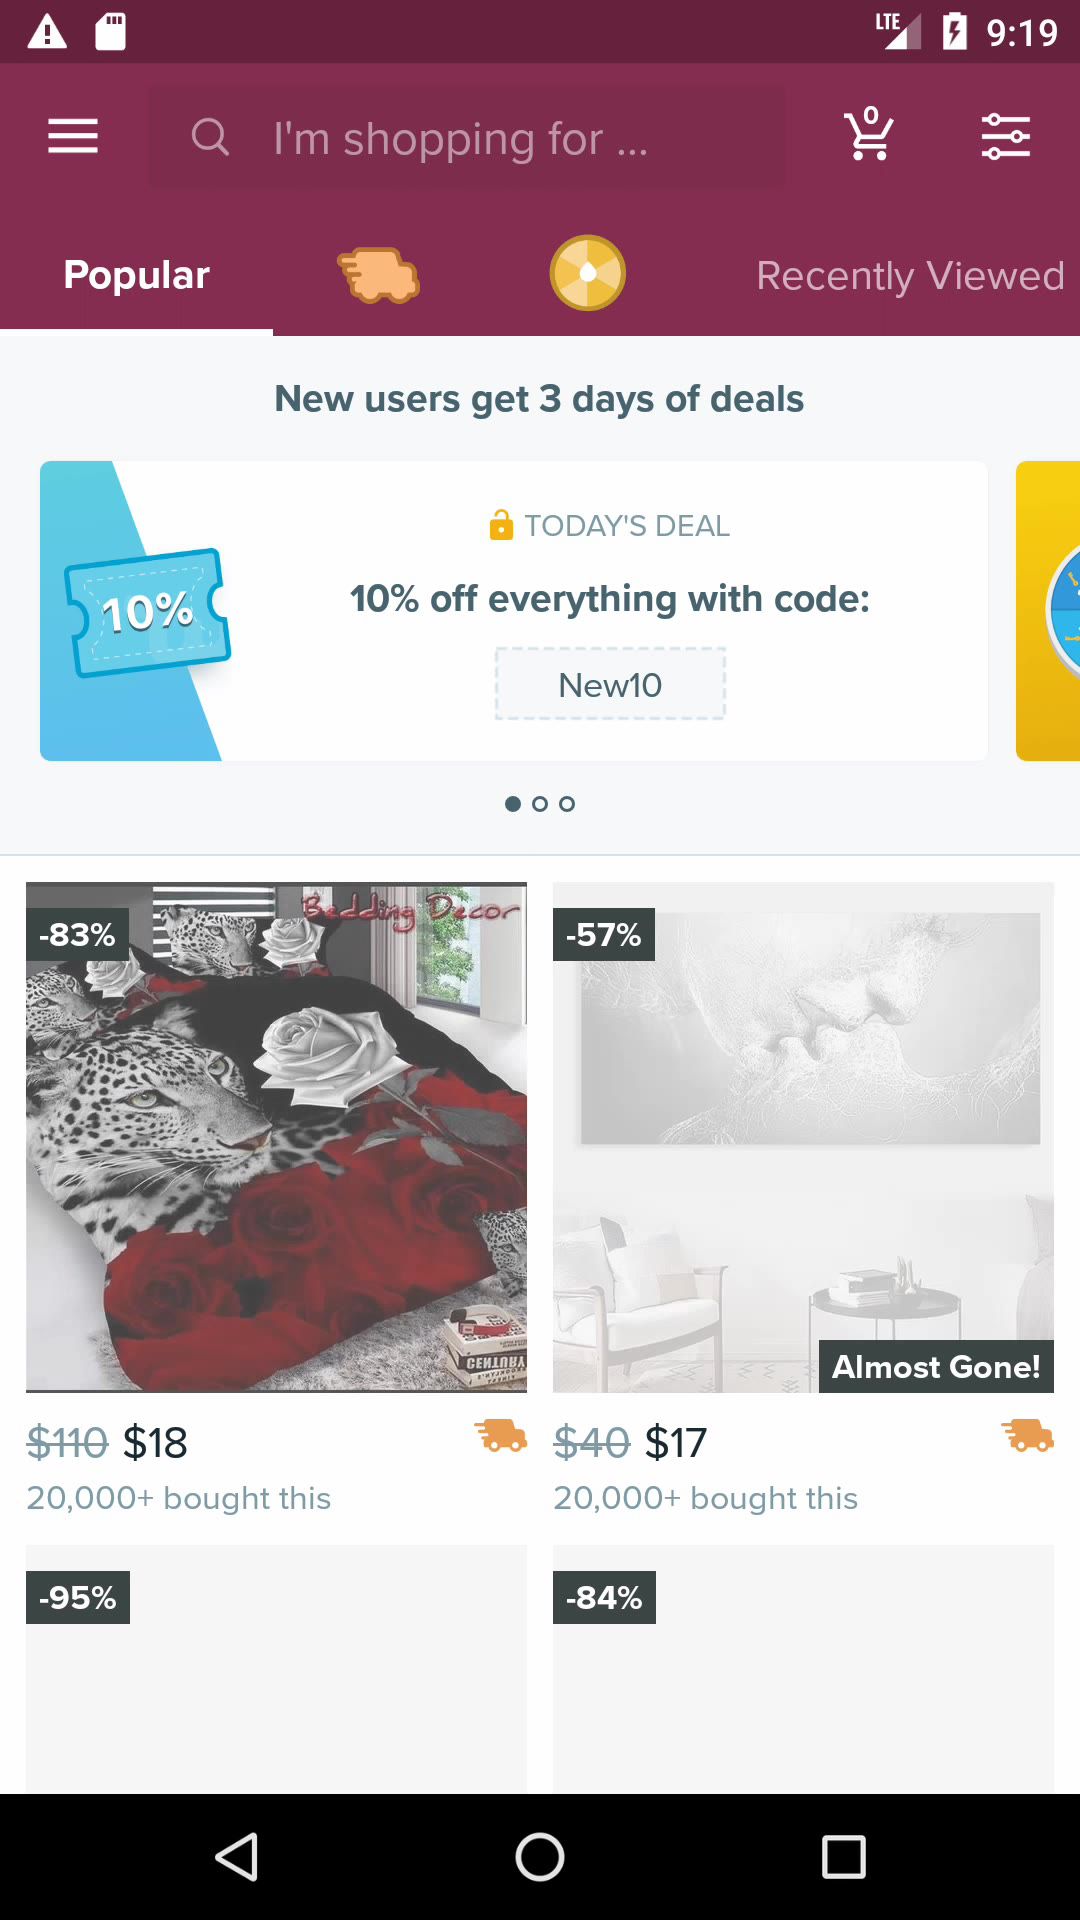 LTE 9:19
I'm shopping for ...
0
Popular
Recently Viewed
New users get 3 days of deals
TODAY'S DEAL
10%
10% off everything with code:
New10
-83%
Bedding Decor
CENTURY
-57%
Almost Gone!
$110 $18
20,000+ bought this
$40 $17
20,000+ bought this
-95%
-84%